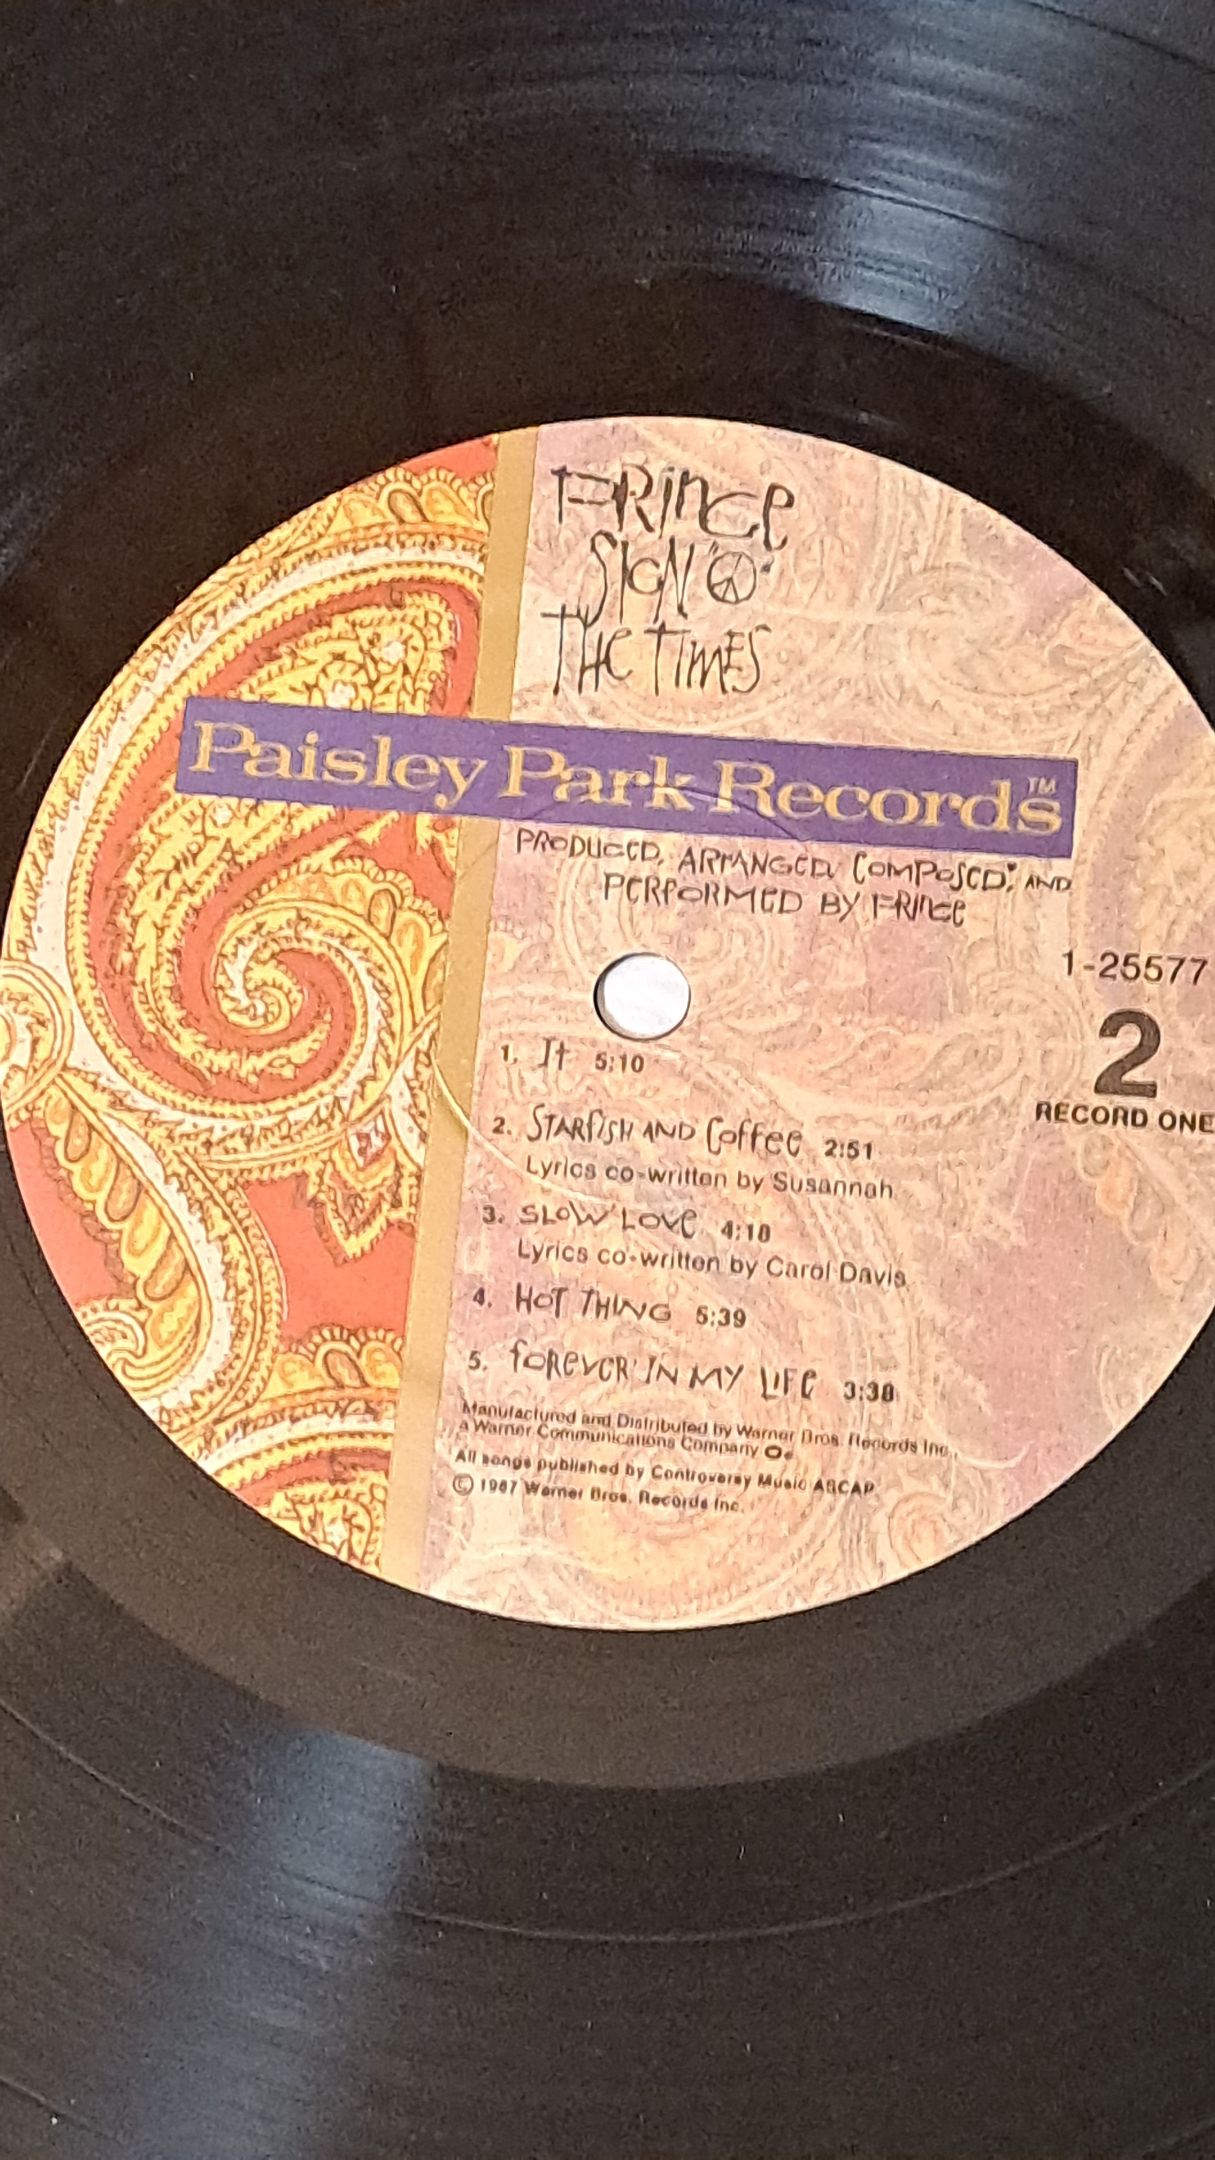 PRINCE
SIGN "☮"
THE TIMES
Paisley Park Records™
PRODUCED, ARRANGED, COMPOSED, AND
PERFORMED BY PRINCE
1-25577
2
RECORD ONE
1. It 5:10
2. STARfISH AND Coffee 2:51
Lyrics co-written by Susannah
3. SLOW LOVE 4:18
Lyrics co-written by Carol Davis
4. HOT THING 5:39
5. fOREVER IN MY LIFE 3:38
Manufactured and Distributed by Warner Bros. Records Inc.,
a Warner Communications Company
All songs published by Controversy Music ASCAP
© 1987 Warner Bros. Records Inc.